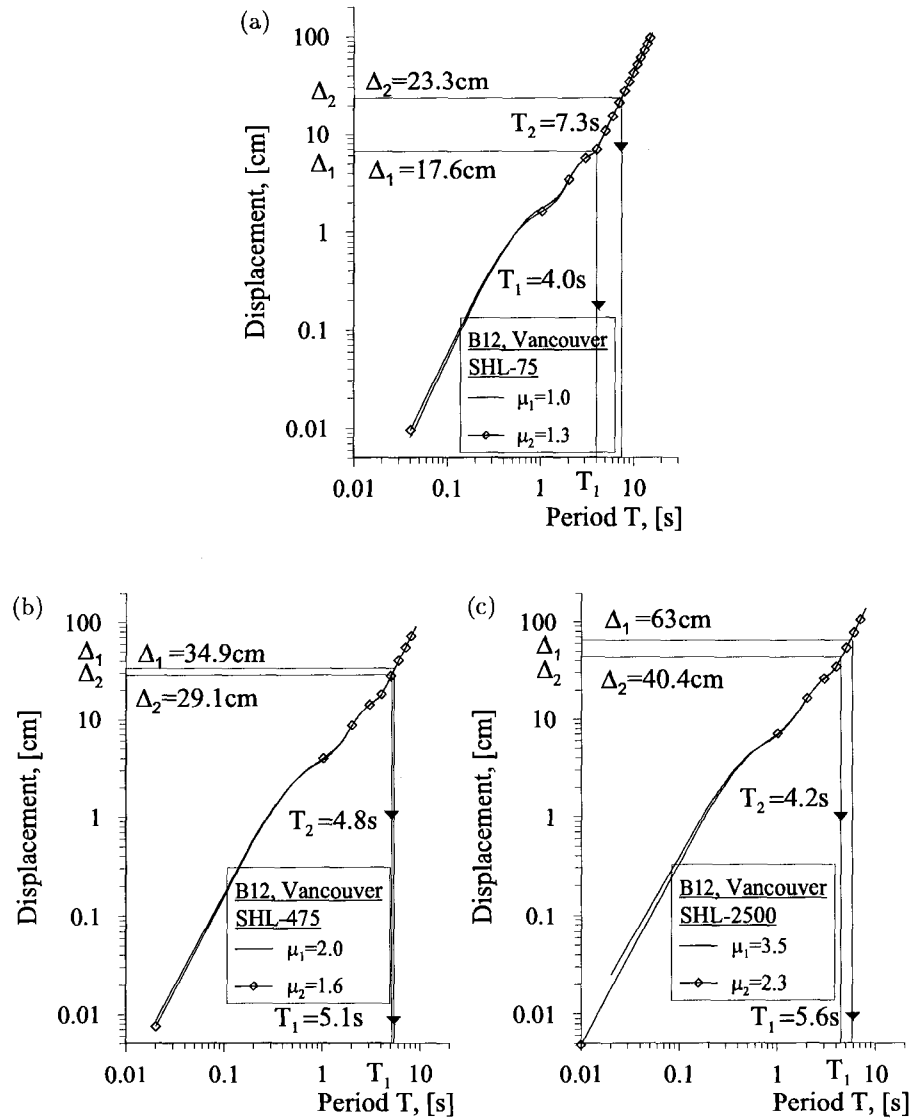 (a)
100
Δ₂=23.3cm
Δ₂
T₂=7.3s
10
Δ₁
Δ₁=17.6cm
Displacement, [cm]
1
T₁=4.0s
0.1
B12, Vancouver
SHL-75
μ₁=1.0
μ₂=1.3
0.01
0.01 0.1 1 T₁ 10
Period T, [s]
(b)
100
Δ₁
Δ₁=34.9cm
Δ₂
Δ₂=29.1cm
10
Displacement, [cm]
1
T₂=4.8s
0.1
B12, Vancouver
SHL-475
μ₁=2.0
μ₂=1.6
0.01
T₁=5.1s
0.01 0.1 1 T₁ 10
Period T, [s]
(c)
100
Δ₁=63cm
Δ₁
Δ₂
Δ₂=40.4cm
10
Displacement, [cm]
1
T₂=4.2s
0.1
B12, Vancouver
SHL-2500
μ₁=3.5
μ₂=2.3
0.01
T₁=5.6s
0.01 0.1 1 T₁ 10
Period T, [s]